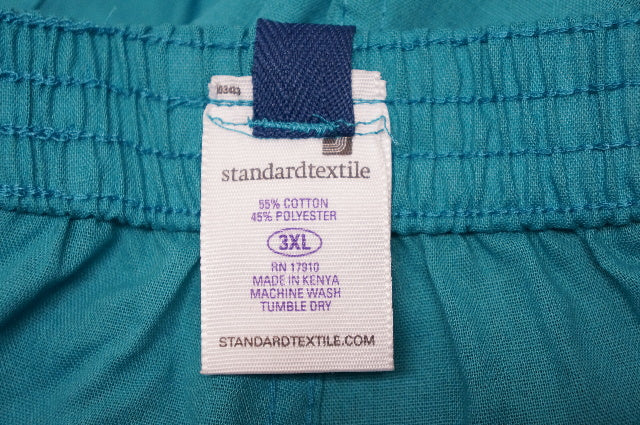 standardtextile
55% COTTON
45% POLYESTER
3XL
RN 17910
MADE IN KENYA
MACHINE WASH
TUMBLE DRY
STANDARDTEXTILE.COM